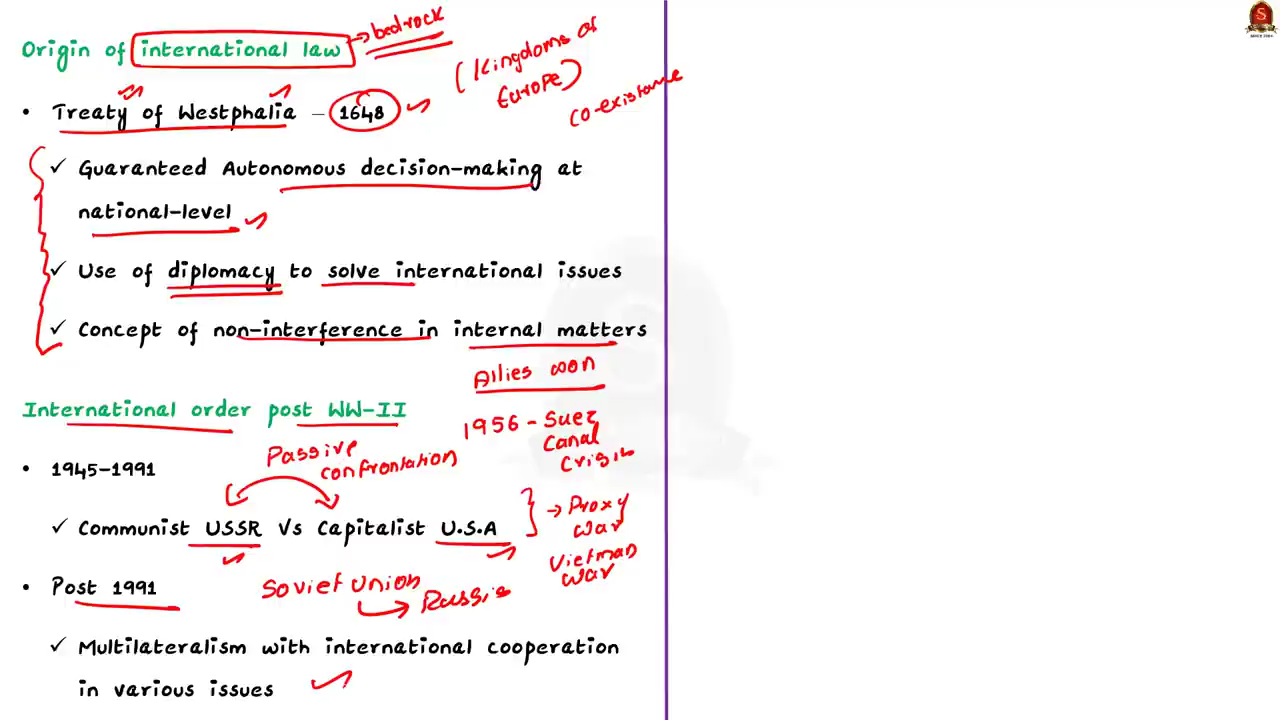 Origin of international law → bedrock
(Kingdoms of
Europe)
co-existance
• Treaty of Westphalia – 1648
✓ Guaranteed Autonomous decision-making at
national-level
✓ Use of diplomacy to solve international issues
✓ Concept of non-interference in internal matters
Allies won
International order post WW-II
1956 - Suez
Canal
Crisis
Passive
confrontation
• 1945-1991
✓ Communist USSR Vs Capitalist U.S.A
→ Proxy
war
Vietnam
war
• Post 1991
Soviet Union
→ Russia
✓ Multilateralism with international cooperation
in various issues
S